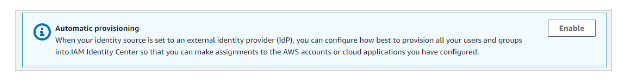 Automatic provisioning
Enable
When your identity source is set to an external identity provider (IdP), you can configure how best to provision all your users and groups
into IAM Identity Center so that you can make assignments to the AWS accounts or cloud applications you have configured.